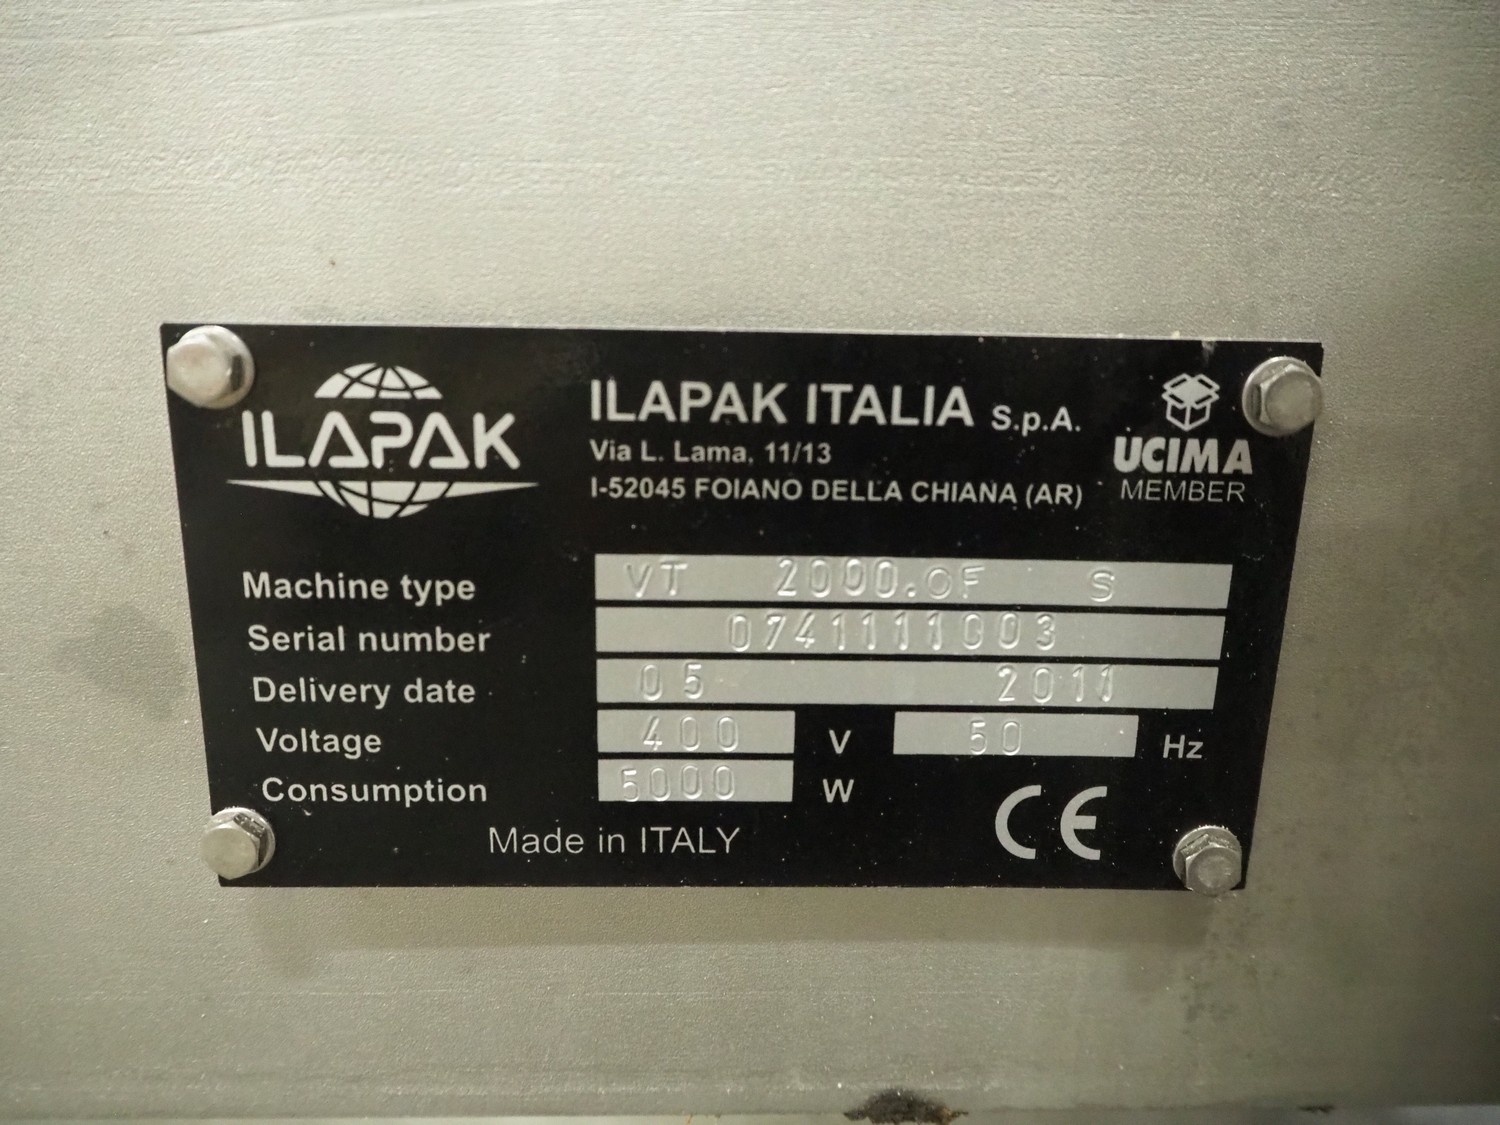 ILAPAK
ILAPAK ITALIA S.p.A.
Via L. Lama, 11/13
I-52045 FOIANO DELLA CHIANA (AR)
UCIMA
MEMBER
Machine type VT 2000.OF S
Serial number 0741111003
Delivery date 05 2011
Voltage 400 V 50 Hz
Consumption 5000 W
Made in ITALY
CE